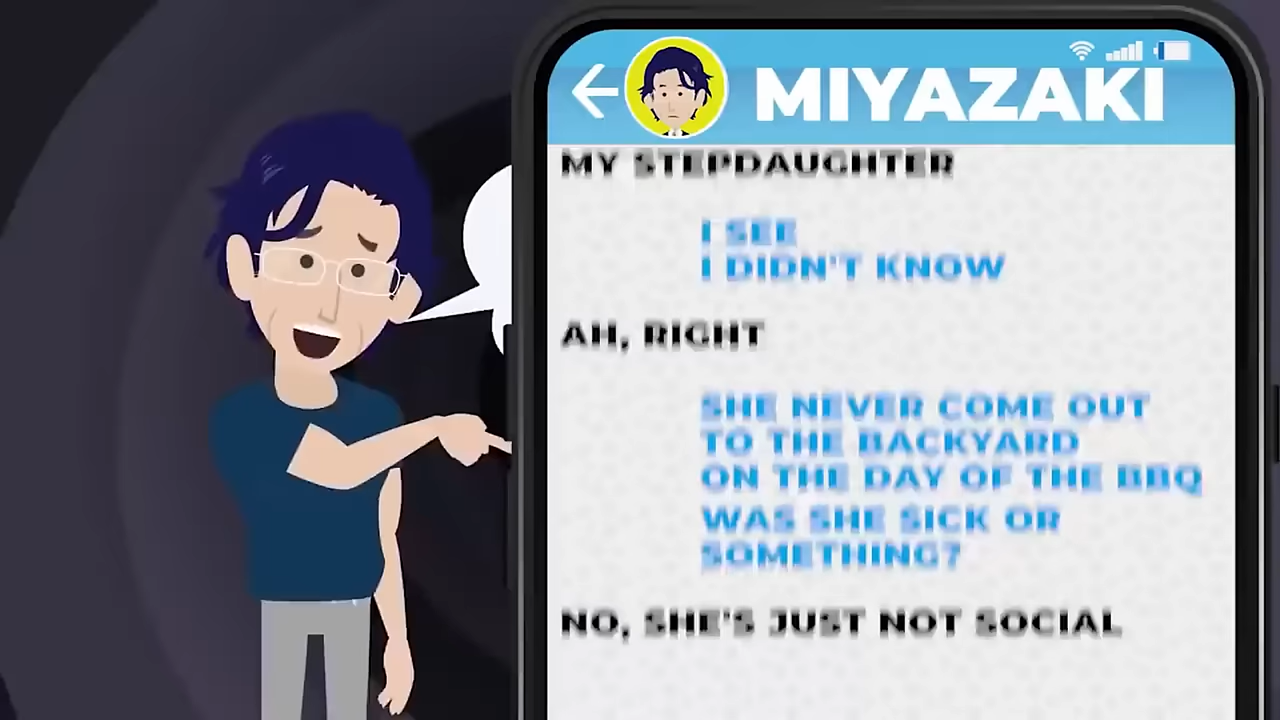 MIYAZAKI
MY STEPDAUGHTER
I SEE
I DIDN'T KNOW
AH, RIGHT
SHE NEVER COME OUT
TO THE BACKYARD
ON THE DAY OF THE BBQ
WAS SHE SICK OR
SOMETHING?
NO, SHE'S JUST NOT SOCIAL